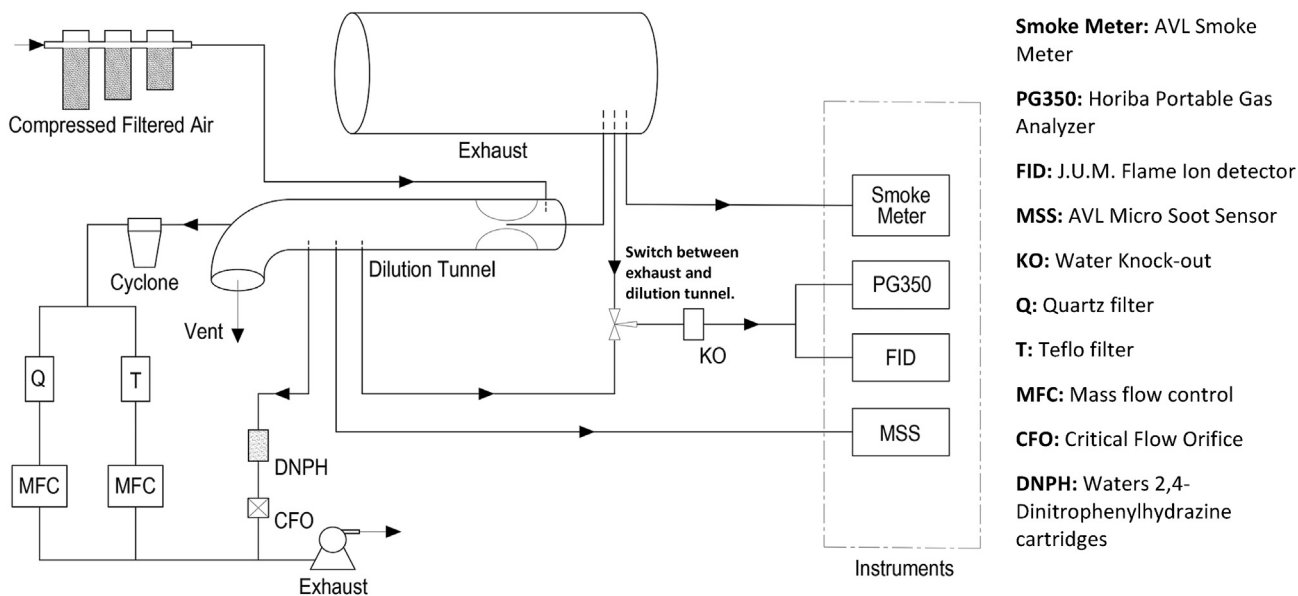 Compressed Filtered Air
Exhaust
Dilution Tunnel
Cyclone
Vent
Switch between
exhaust and
dilution tunnel.
KO
Q
T
MFC
MFC
DNPH
CFO
Exhaust
Smoke
Meter
PG350
FID
MSS
Instruments
Smoke Meter: AVL Smoke
Meter
PG350: Horiba Portable Gas
Analyzer
FID: J.U.M. Flame Ion detector
MSS: AVL Micro Soot Sensor
KO: Water Knock-out
Q: Quartz filter
T: Teflo filter
MFC: Mass flow control
CFO: Critical Flow Orifice
DNPH: Waters 2,4-
Dinitrophenylhydrazine
cartridges